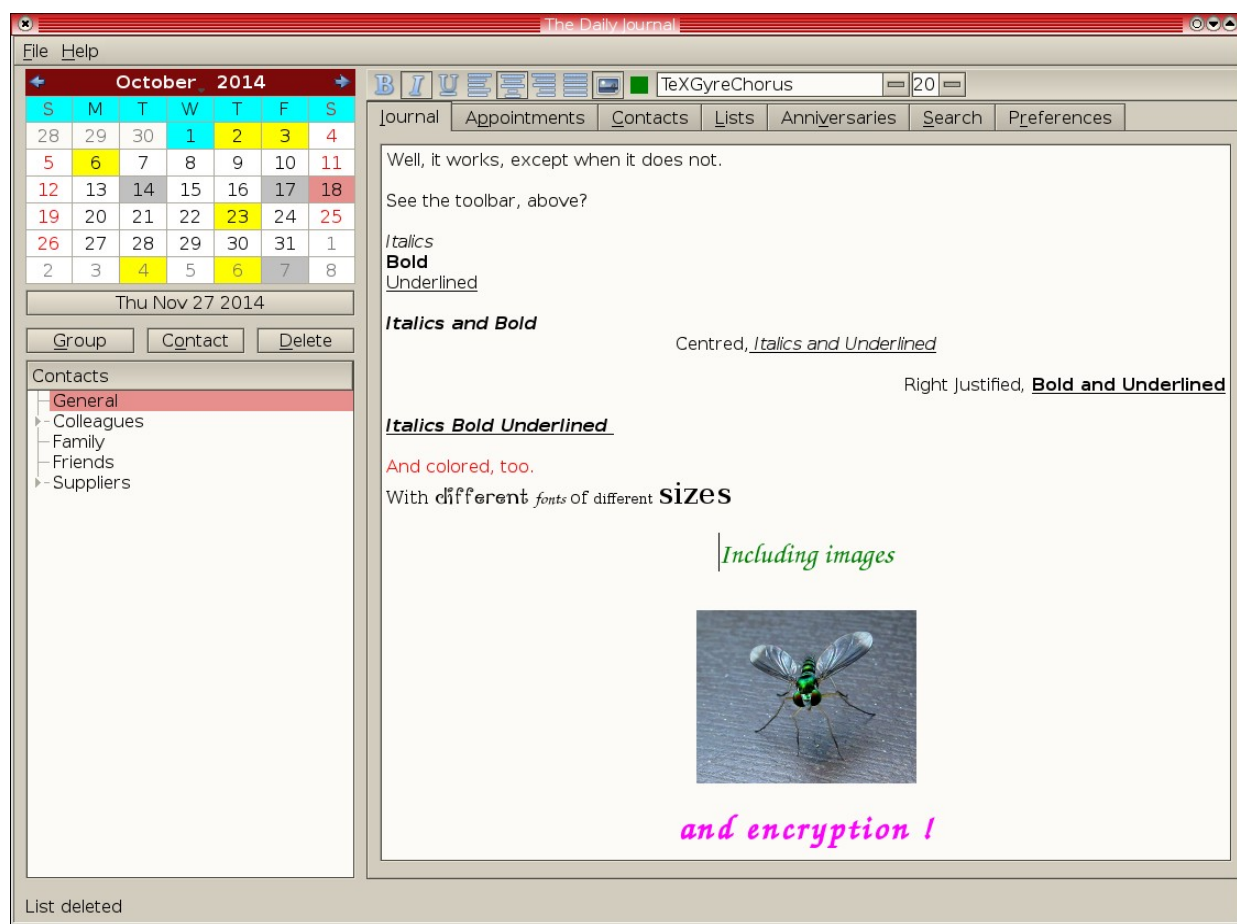 The Daily Journal
File Help
October, 2014
S M T W T F S
28 29 30 1 2 3 4
5 6 7 8 9 10 11
12 13 14 15 16 17 18
19 20 21 22 23 24 25
26 27 28 29 30 31 1
2 3 4 5 6 7 8
Thu Nov 27 2014
Group Contact Delete
Contacts
General
Colleagues
Family
Friends
Suppliers
B I U TeXGyreChorus 20
Journal Appointments Contacts Lists Anniversaries Search Preferences
Well, it works, except when it does not.
See the toolbar, above?
Italics
Bold
Underlined
Italics and Bold
Centred, Italics and Underlined
Right Justified, Bold and Underlined
Italics Bold Underlined
And colored, too.
With different fonts of different sizes
Including images
and encryption !
List deleted